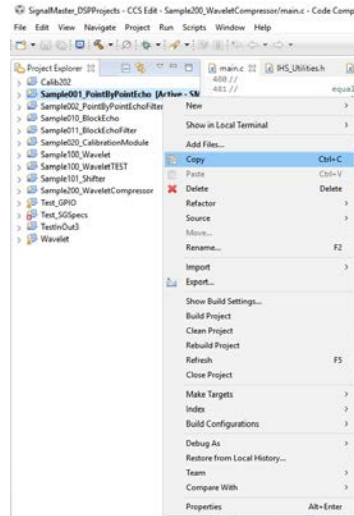 SignalMaster_DSPProjects - CCS Edit - Sample200_WaveletCompressor/main.c - Code Comp
File Edit View Navigate Project Run Scripts Window Help
Project Explorer
main.c
IHS_Utilities.h
480 //
481 // equal
Calib202
Sample001_PointByPointEcho [Active - SM
Sample002_PointByPointEchoFilter
Sample010_BlockEcho
Sample011_BlockEchoFilter
Sample020_CalibrationModule
Sample100_Wavelet
Sample100_WaveletTEST
Sample101_Shifter
Sample200_WaveletCompressor
Test_GPIO
Test_SGSpecs
TestInOut3
Wavelet
New
Show in Local Terminal
Add Files...
Copy Ctrl+C
Paste Ctrl+V
Delete Delete
Refactor
Source
Move...
Rename... F2
Import
Export...
Show Build Settings...
Build Project
Clean Project
Rebuild Project
Refresh F5
Close Project
Make Targets
Index
Build Configurations
Debug As
Restore from Local History...
Team
Compare With
Properties Alt+Enter